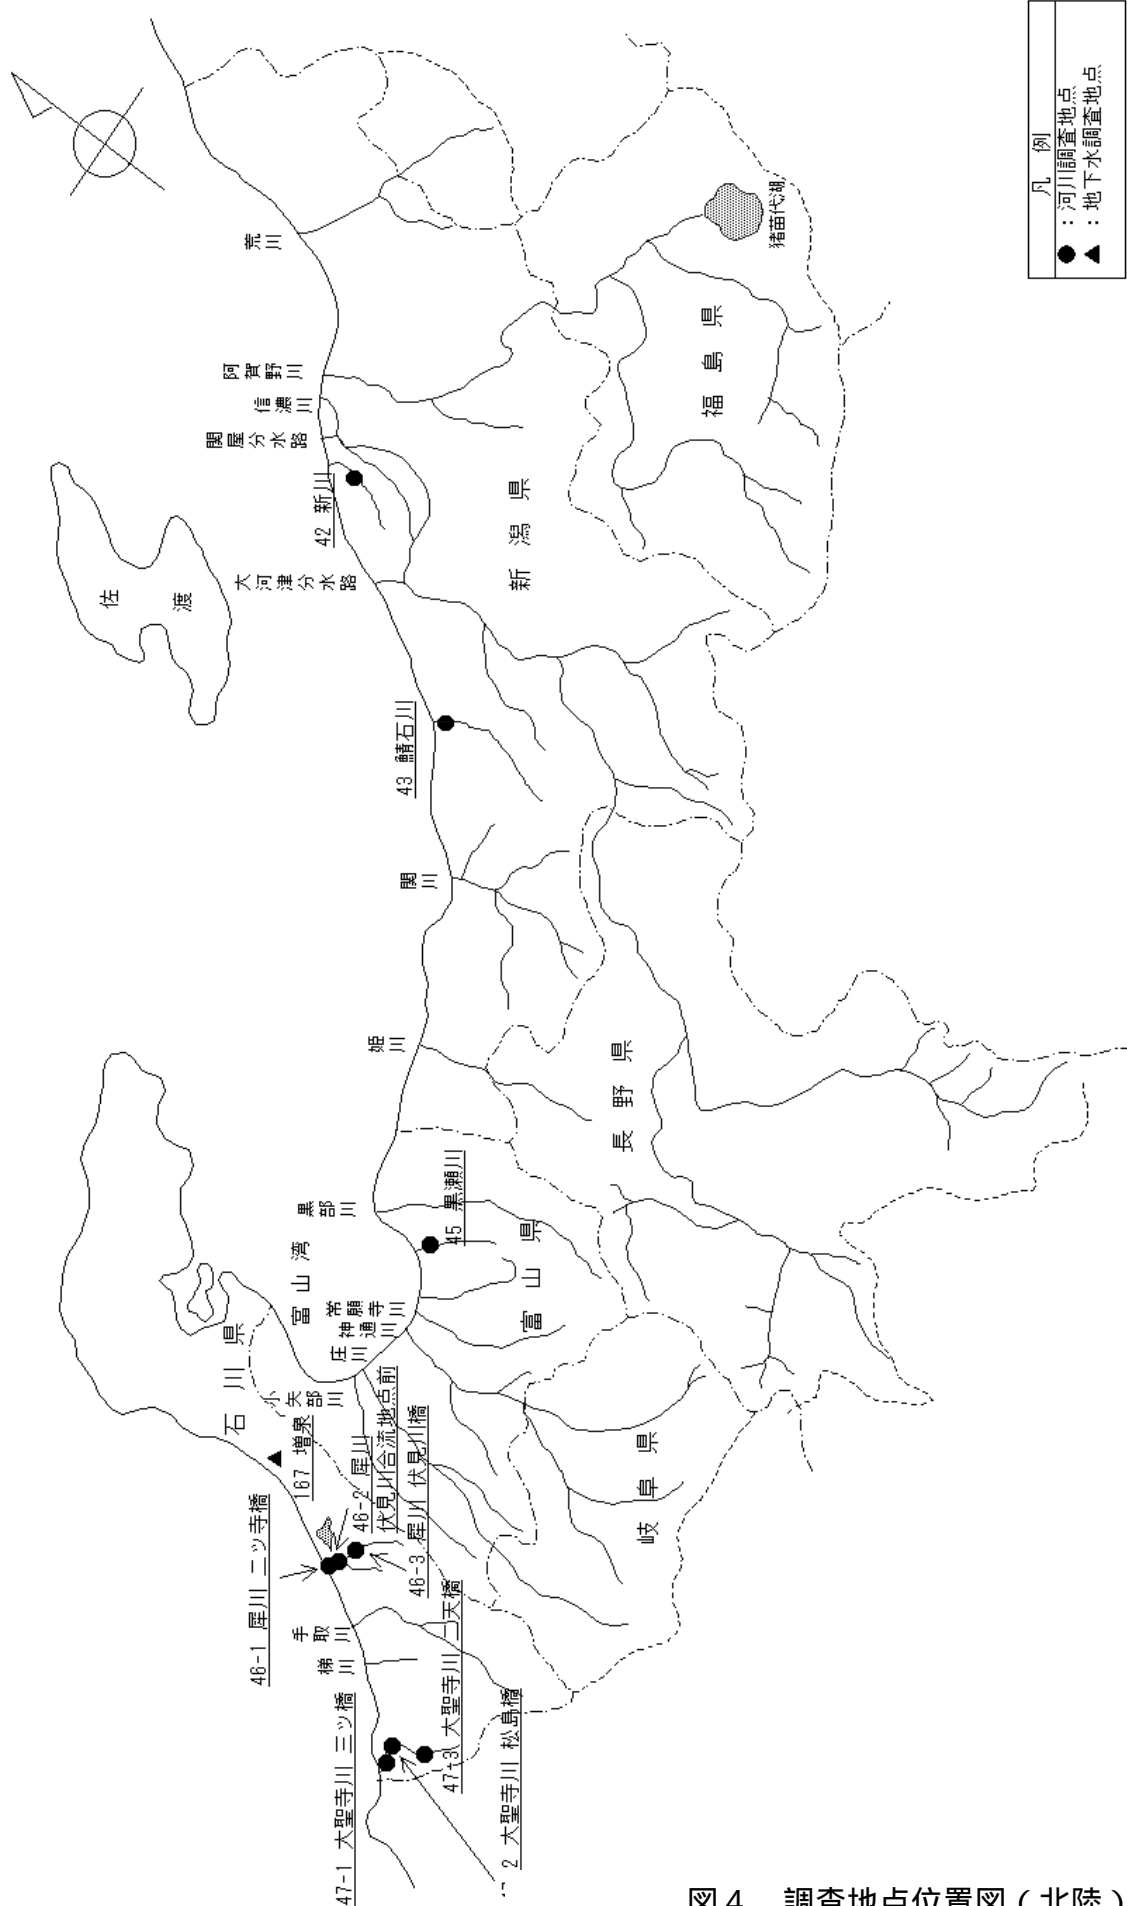 凡 例
● : 河川調査地点
▲ : 地下水調査地点
荒川
阿賀野川
信濃川
関屋分水路
42 新川
大河津分水路
佐渡
43 鯖石川
関川
姫川
黒部川
45 黒瀬川
富山湾
常願寺川
神通川
庄川
小矢部川
猪苗代湖
福島県
新潟県
長野県
富山県
岐阜県
石川県
167 増泉
46-1 犀川 二ツ寺橋
46-2 犀川
伏見川合流地点前
46-3 犀川 伏見川橋
手取川
梯川
47-1 大聖寺川 三ツ橋
2 大聖寺川 松島橋
47-3 大聖寺川 二天橋
図4 調査地点位置図(北陸)